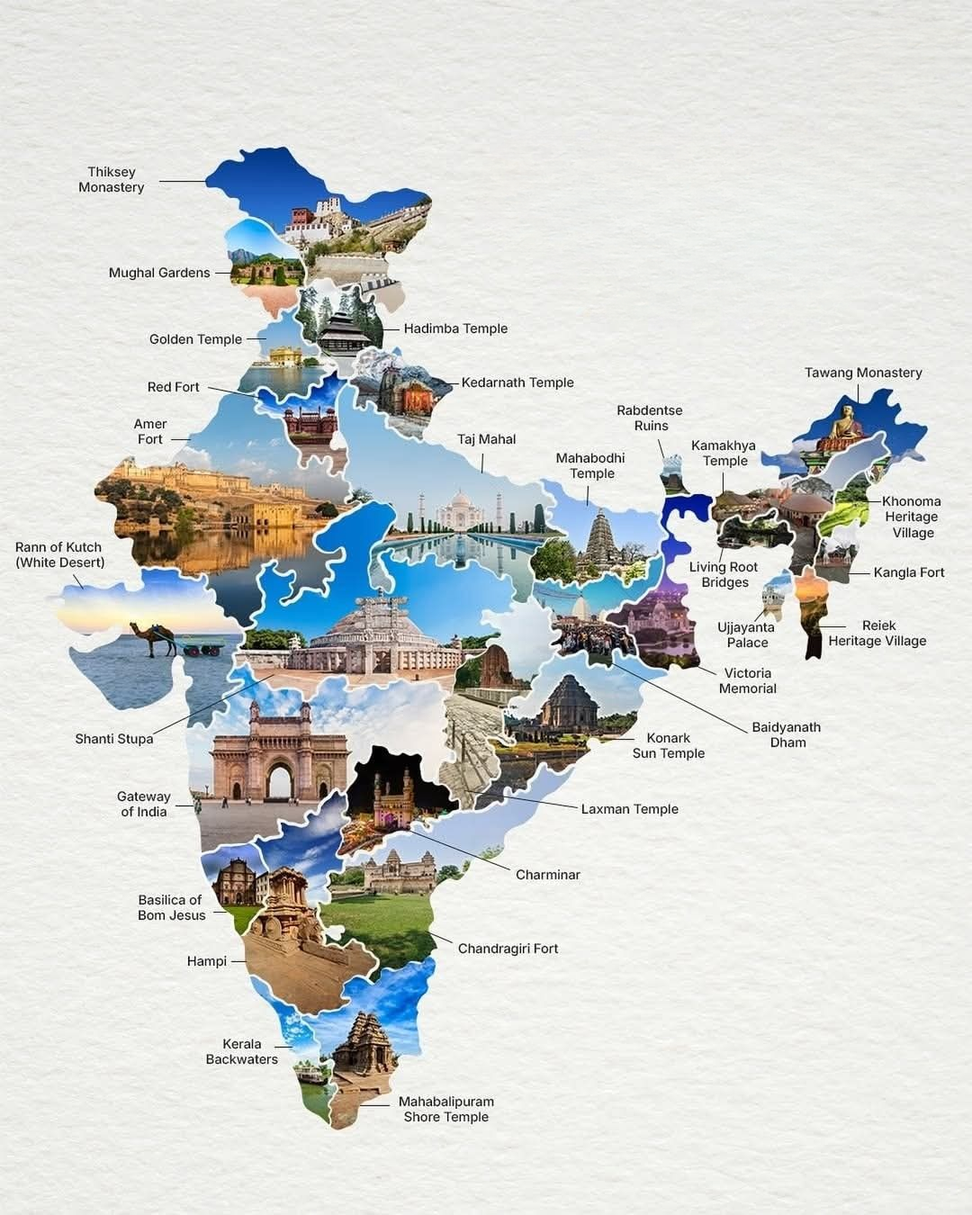 Thiksey
Monastery
Mughal Gardens
Hadimba Temple
Golden Temple
Kedarnath Temple
Red Fort
Tawang Monastery
Amer
Fort
Rabdentse
Ruins
Taj Mahal
Kamakhya
Temple
Mahabodhi
Temple
Khonoma
Heritage
Village
Rann of Kutch
(White Desert)
Living Root
Bridges
Kangla Fort
Ujjayanta
Palace
Reiek
Heritage Village
Victoria
Memorial
Shanti Stupa
Baidyanath
Dham
Konark
Sun Temple
Gateway
of India
Laxman Temple
Charminar
Basilica of
Bom Jesus
Chandragiri Fort
Hampi
Kerala
Backwaters
Mahabalipuram
Shore Temple